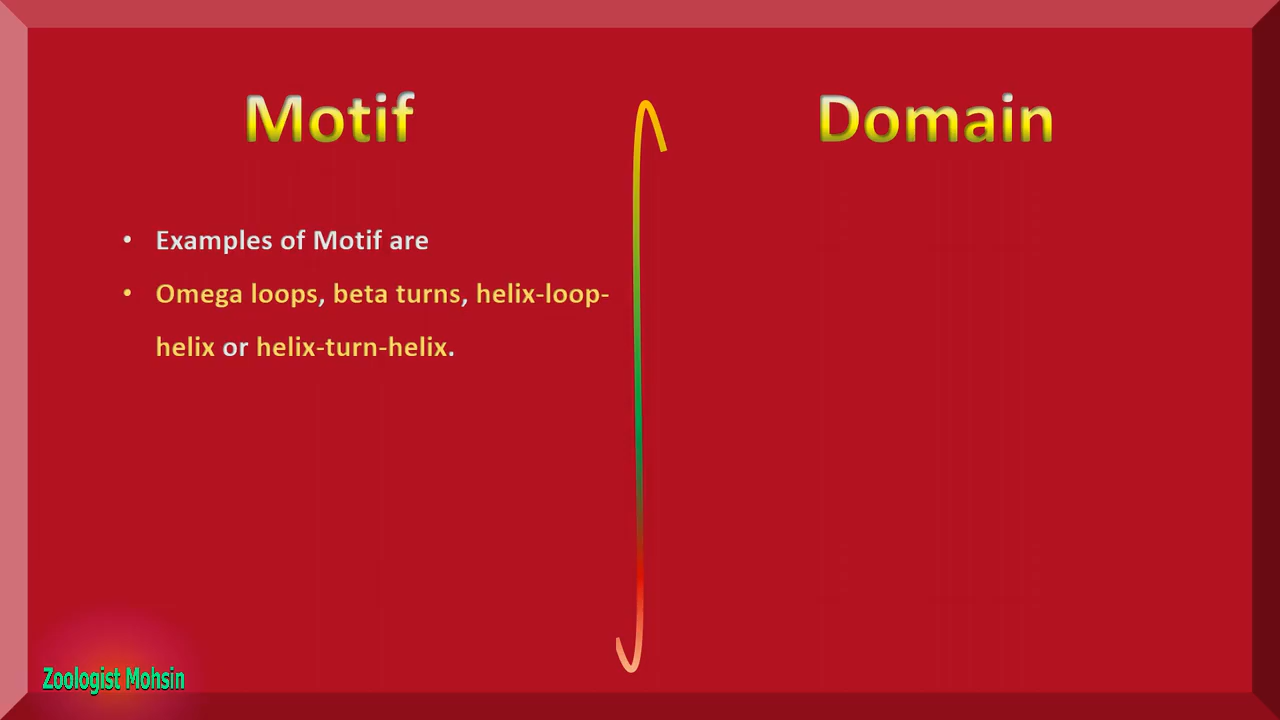 Motif
Domain
• Examples of Motif are
• Omega loops, beta turns, helix-loop-
helix or helix-turn-helix.
Zoologist Mohsin